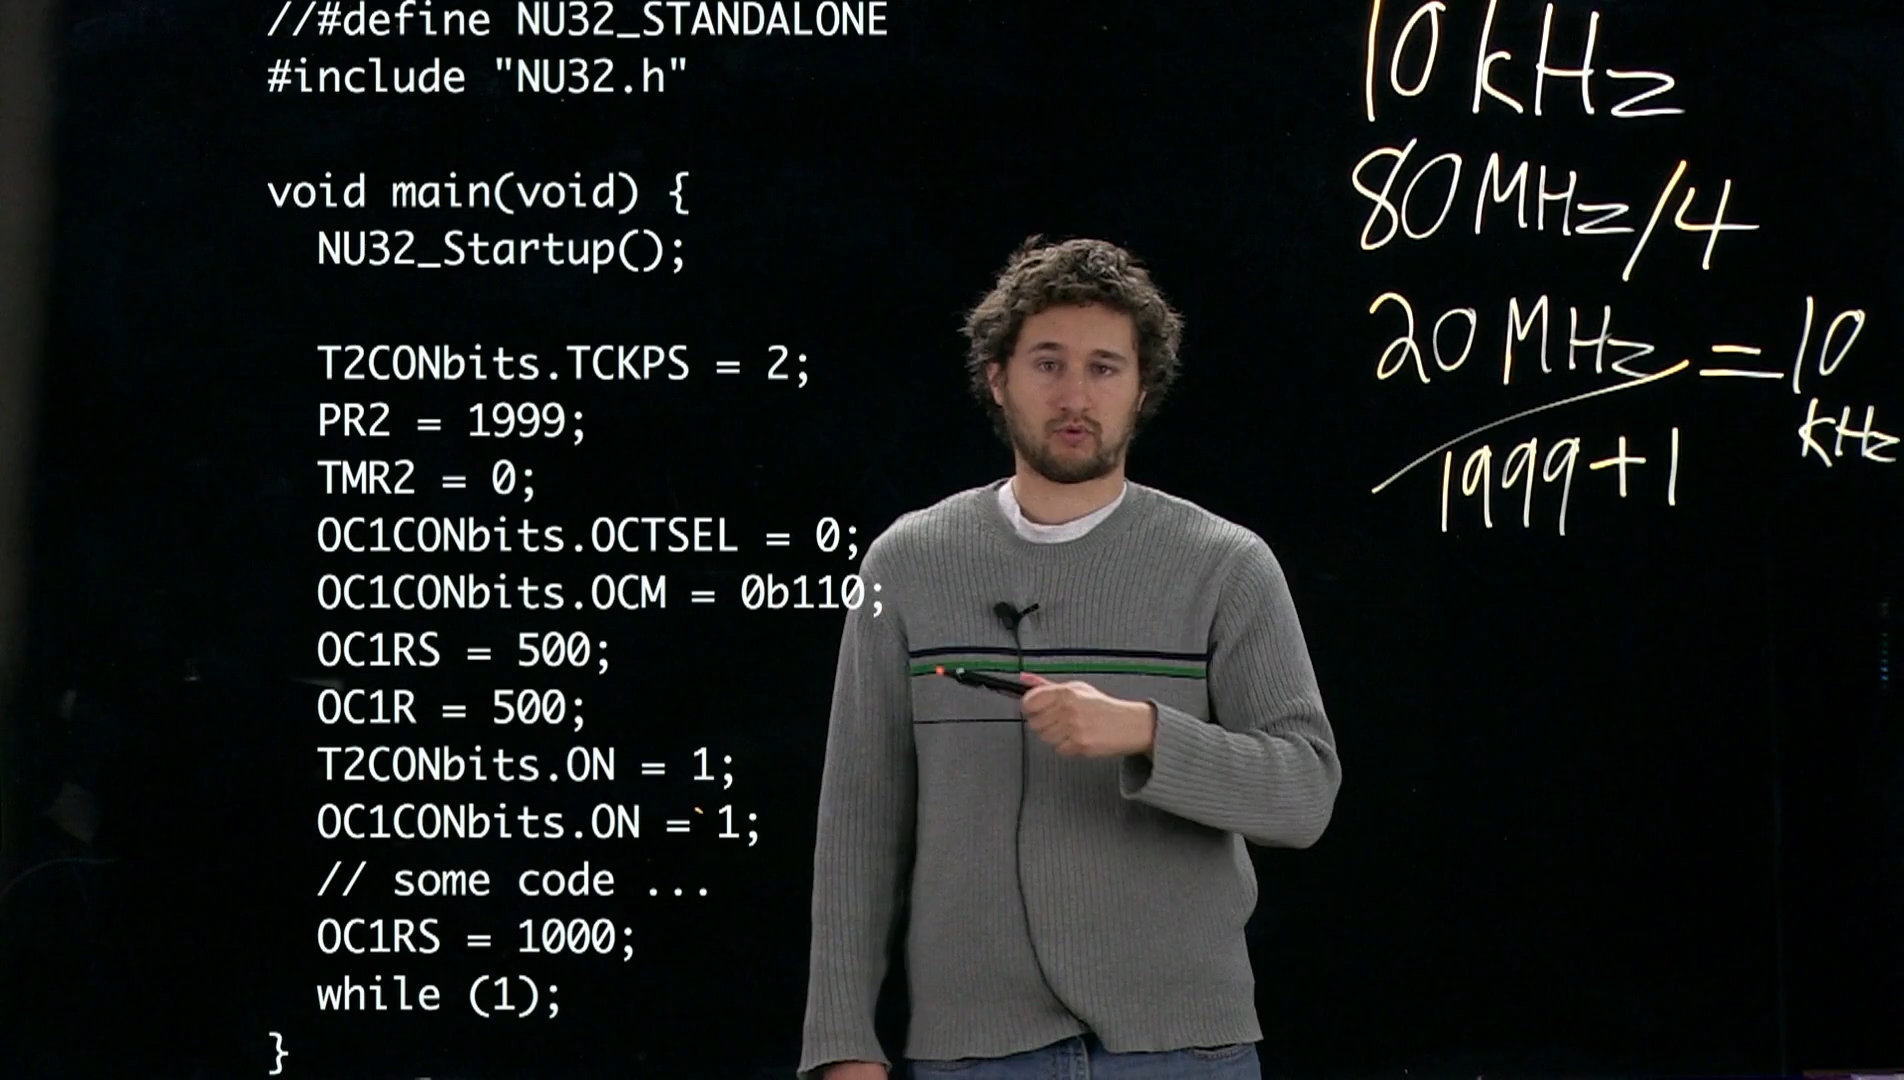 //#define NU32_STANDALONE
#include "NU32.h"
void main(void) {
NU32_Startup();
T2CONbits.TCKPS = 2;
PR2 = 1999;
TMR2 = 0;
OC1CONbits.OCTSEL = 0;
OC1CONbits.OCM = 0b110;
OC1RS = 500;
OC1R = 500;
T2CONbits.ON = 1;
OC1CONbits.ON = 1;
// some code ...
OC1RS = 1000;
while (1);
}
10 kHz
80 MHz/4
20 MHz = 10
kHz
1999+1